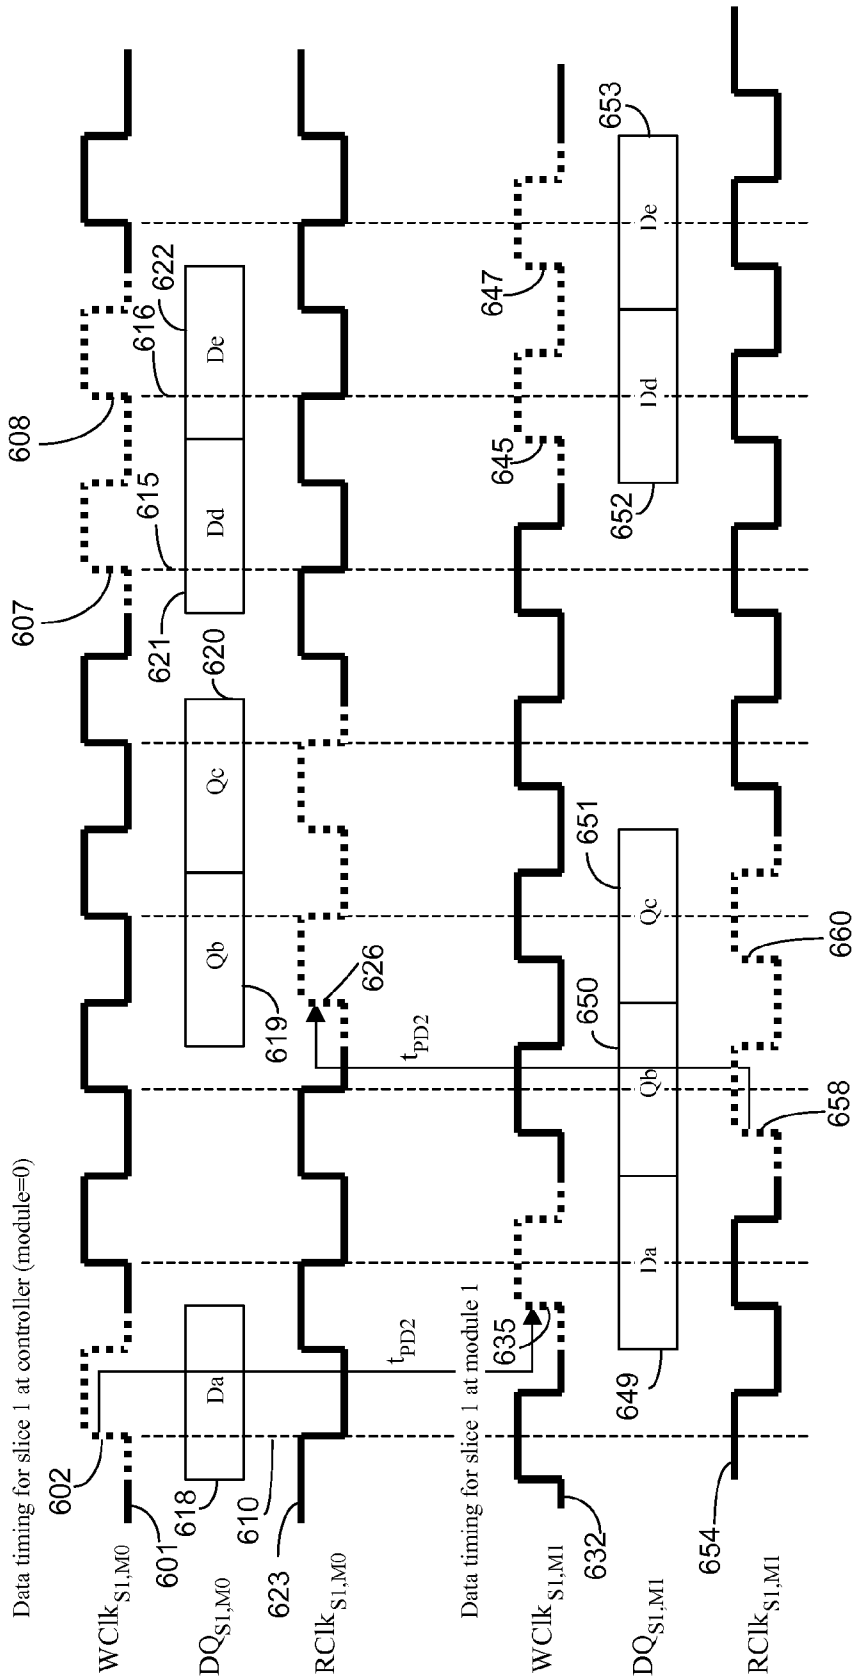 Data timing for slice 1 at controller (module=0)
WClk S1,M0
601
602
607
608
DQ S1,M0
618
Da
Qb
619
Qc
620
621
Dd
De
622
610
615
616
RClk S1,M0
623
626
tPD2
tPD2
Data timing for slice 1 at module 1
WClk S1,M1
632
635
645
647
DQ S1,M1
649
Da
Qb
650
Qc
651
652
Dd
De
653
RClk S1,M1
654
658
660